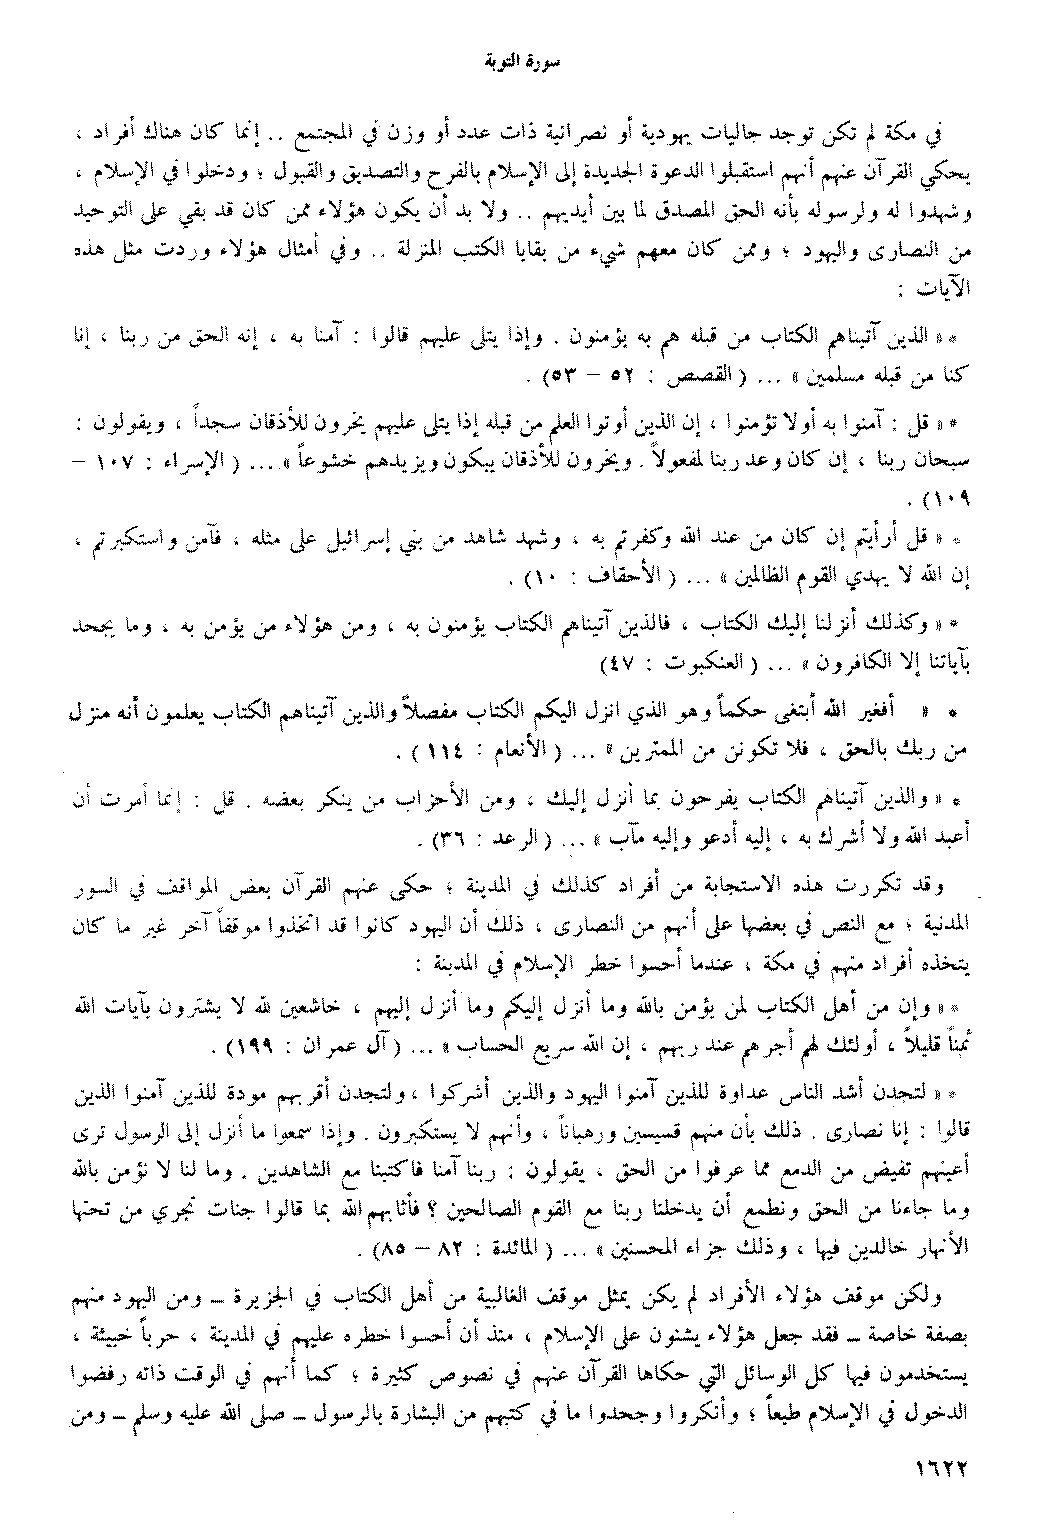 سورة التوبة
في مكة لم تكن توجد جاليات يهودية أو نصرانية ذات عدد أو وزن في المجتمع .. إنما كان هناك أفراد ،
يحكي القرآن عنهم أنهم استقبلوا الدعوة الجديدة إلى الإسلام بالفرح والتصديق والقبول ؛ ودخلوا في الإسلام ،
وشهدوا له ولرسوله بأنه الحق المصدق لما بين أيديهم .. ولا بد أن يكون هؤلاء ممن كان قد بقي على التوحيد
من النصارى واليهود ؛ وممن كان معهم شيء من بقايا الكتب المنزلة .. وفي أمثال هؤلاء وردت مثل هذه
الآيات :
* « الذين آتيناهم الكتاب من قبله هم به يؤمنون . وإذا يتلى عليهم قالوا : آمنا به ، إنه الحق من ربنا ، إنا
كنا من قبله مسلمين » ... ( القصص : ٥٢ – ٥٣) .
* « قل : آمنوا به أولا تؤمنوا ، إن الذين أوتوا العلم من قبله إذا يتلى عليهم يخرون للأذقان سجداً ، ويقولون :
سبحان ربنا ، إن كان وعد ربنا لمفعولاً . ويخرون للأذقان يبكون ويزيدهم خشوعاً » ... ( الإسراء : ١٠٧ –
١٠٩) .
* « قل أرأيتم إن كان من عند الله وكفرتم به ، وشهد شاهد من بني إسرائيل على مثله ، فآمن واستكبرتم ،
إن الله لا يهدي القوم الظالمين » ... ( الأحقاف : ١٠) .
* « وكذلك أنزلنا إليك الكتاب ، فالذين آتيناهم الكتاب يؤمنون به ، ومن هؤلاء من يؤمن به ، وما يجحد
بآياتنا إلا الكافرون » ... ( العنكبوت : ٤٧)
* « أفغير الله أبتغى حكماً وهو الذي انزل اليكم الكتاب مفصلاً والذين آتيناهم الكتاب يعلمون أنه منزل
من ربك بالحق ، فلا تكونن من الممترين » ... ( الأنعام : ١١٤ ) .
* « والذين آتيناهم الكتاب يفرحون بما أنزل إليك ، ومن الأحزاب من ينكر بعضه . قل : إنما أمرت أن
أعبد الله ولا أشرك به ، إليه أدعو وإليه مآب » ... ( الرعد : ٣٦) .
وقد تكررت هذه الاستجابة من أفراد كذلك في المدينة ؛ حكى عنهم القرآن بعض المواقف في السور
المدنية ؛ مع النص في بعضها على أنهم من النصارى ، ذلك أن اليهود كانوا قد اتخذوا موقفاً آخر غير ما كان
يتخذه أفراد منهم في مكة ، عندما أحسوا خطر الإسلام في المدينة :
* « وإن من أهل الكتاب لمن يؤمن بالله وما أنزل إليكم وما أنزل إليهم ، خاشعين لله لا يشترون بآيات الله
ثمناً قليلاً ، أولئك لهم أجرهم عند ربهم ، إن الله سريع الحساب » ... ( آل عمران : ١٩٩) .
* « لتجدن أشد الناس عداوة للذين آمنوا اليهود والذين أشركوا ، ولتجدن أقربهم مودة للذين آمنوا الذين
قالوا : إنا نصارى . ذلك بأن منهم قسيسين ورهباناً ، وأنهم لا يستكبرون . وإذا سمعوا ما أنزل إلى الرسول ترى
أعينهم تفيض من الدمع مما عرفوا من الحق ، يقولون : ربنا آمنا فاكتبنا مع الشاهدين . وما لنا لا نؤمن بالله
وما جاءنا من الحق ونطمع أن يدخلنا ربنا مع القوم الصالحين ؟ فأثابهم الله بما قالوا جنات تجري من تحتها
الأنهار خالدين فيها ، وذلك جزاء المحسنين » ... ( المائدة : ٨٢ – ٨٥) .
ولكن موقف هؤلاء الأفراد لم يكن يمثل موقف الغالبية من أهل الكتاب في الجزيرة – ومن اليهود منهم
بصفة خاصة – فقد جعل هؤلاء يشنون على الإسلام ، منذ أن أحسوا خطره عليهم في المدينة ، حرباً خبيثة ،
يستخدمون فيها كل الوسائل التي حكاها القرآن عنهم في نصوص كثيرة ؛ كما أنهم في الوقت ذاته رفضوا
الدخول في الإسلام طبعاً ؛ وأنكروا وجحدوا ما في كتبهم من البشارة بالرسول – صلى الله عليه وسلم – ومن
١٦٢٢